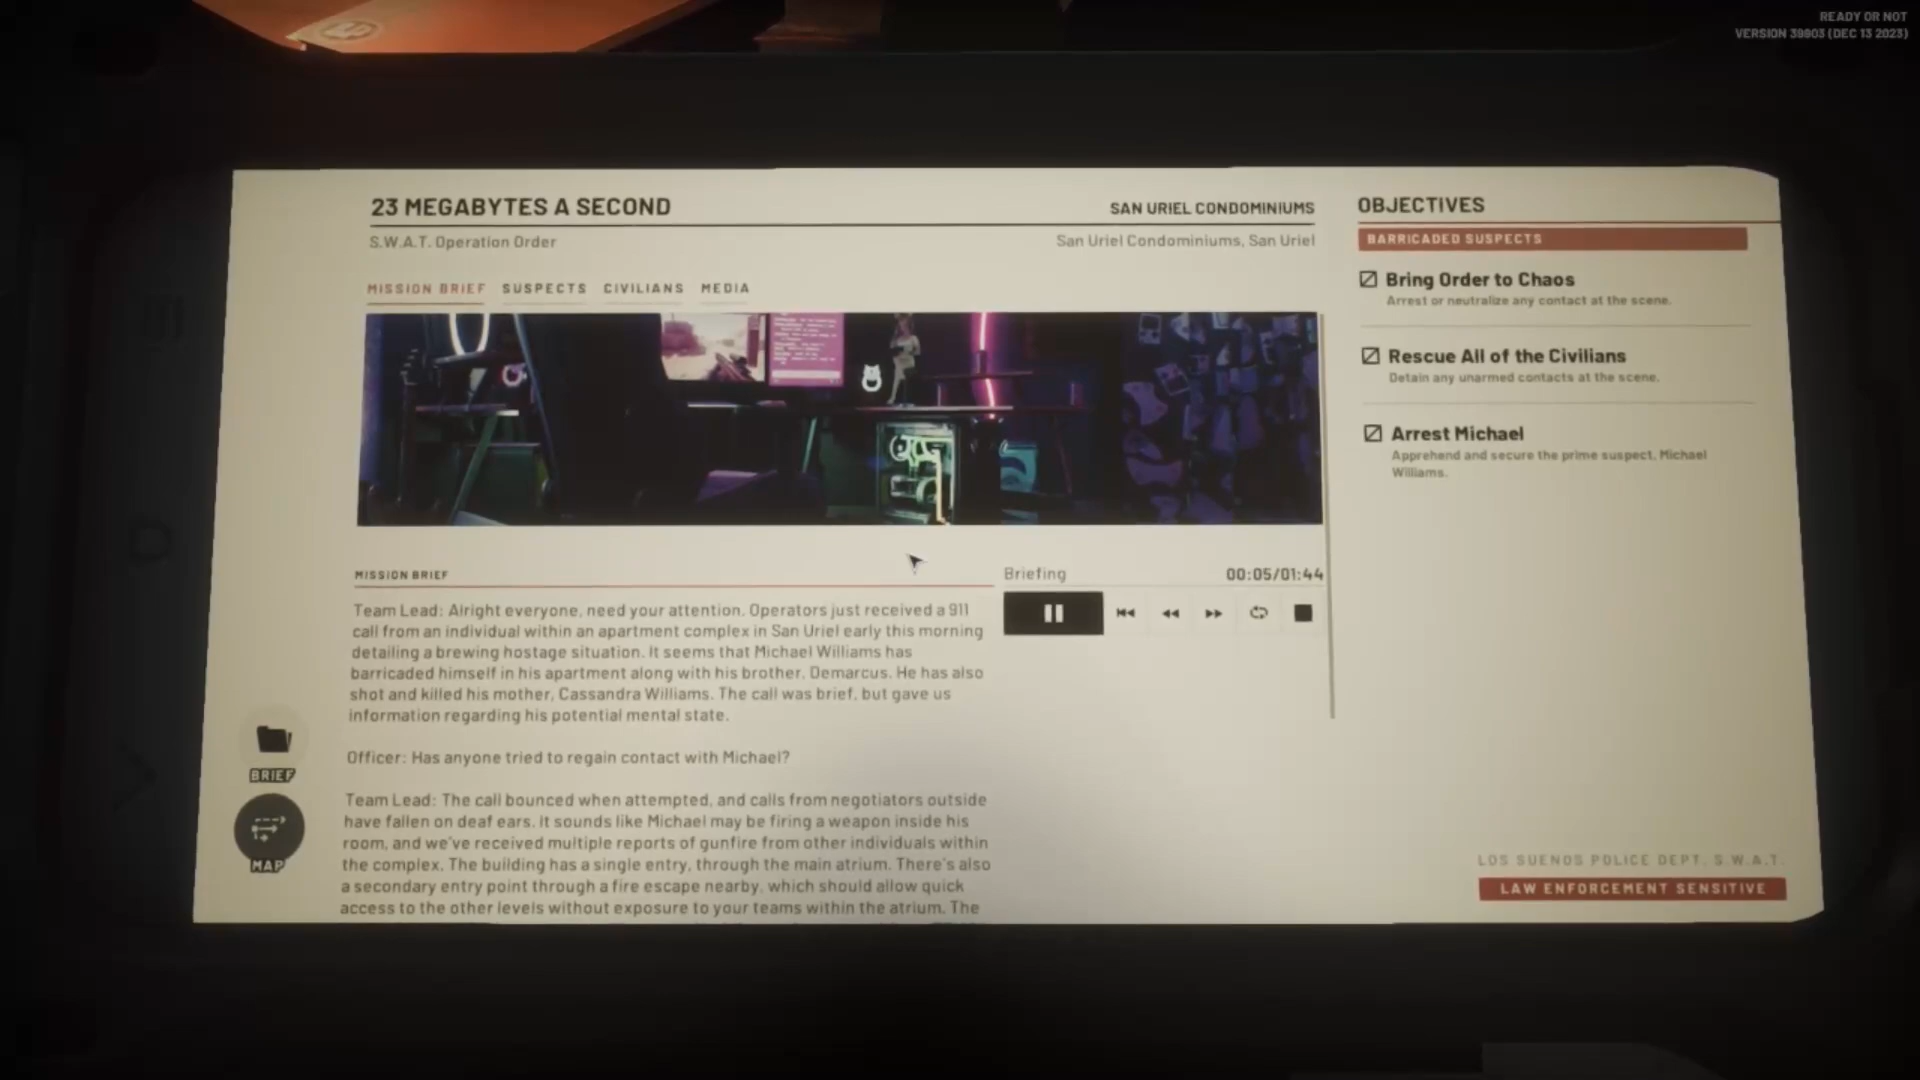 READY OR NOT
VERSION 39903 (DEC 13 2023)
23 MEGABYTES A SECOND
SAN URIEL CONDOMINIUMS
S.W.A.T. Operation Order
San Uriel Condominiums, San Uriel
MISSION BRIEF SUSPECTS CIVILIANS MEDIA
MISSION BRIEF
Team Lead: Alright everyone, need your attention. Operators just received a 911
call from an individual within an apartment complex in San Uriel early this morning
detailing a brewing hostage situation. It seems that Michael Williams has
barricaded himself in his apartment along with his brother, Demarcus. He has also
shot and killed his mother, Cassandra Williams. The call was brief, but gave us
information regarding his potential mental state.
Officer: Has anyone tried to regain contact with Michael?
Team Lead: The call bounced when attempted, and calls from negotiators outside
have fallen on deaf ears. It sounds like Michael may be firing a weapon inside his
room, and we've received multiple reports of gunfire from other individuals within
the complex. The building has a single entry, through the main atrium. There's also
a secondary entry point through a fire escape nearby, which should allow quick
access to the other levels without exposure to your teams within the atrium. The
Briefing
00:05/01:44
OBJECTIVES
BARRICADED SUSPECTS
Bring Order to Chaos
Arrest or neutralize any contact at the scene.
Rescue All of the Civilians
Detain any unarmed contacts at the scene.
Arrest Michael
Apprehend and secure the prime suspect, Michael
Williams.
BRIEF
MAP
LOS SUENOS POLICE DEPT. S.W.A.T.
LAW ENFORCEMENT SENSITIVE